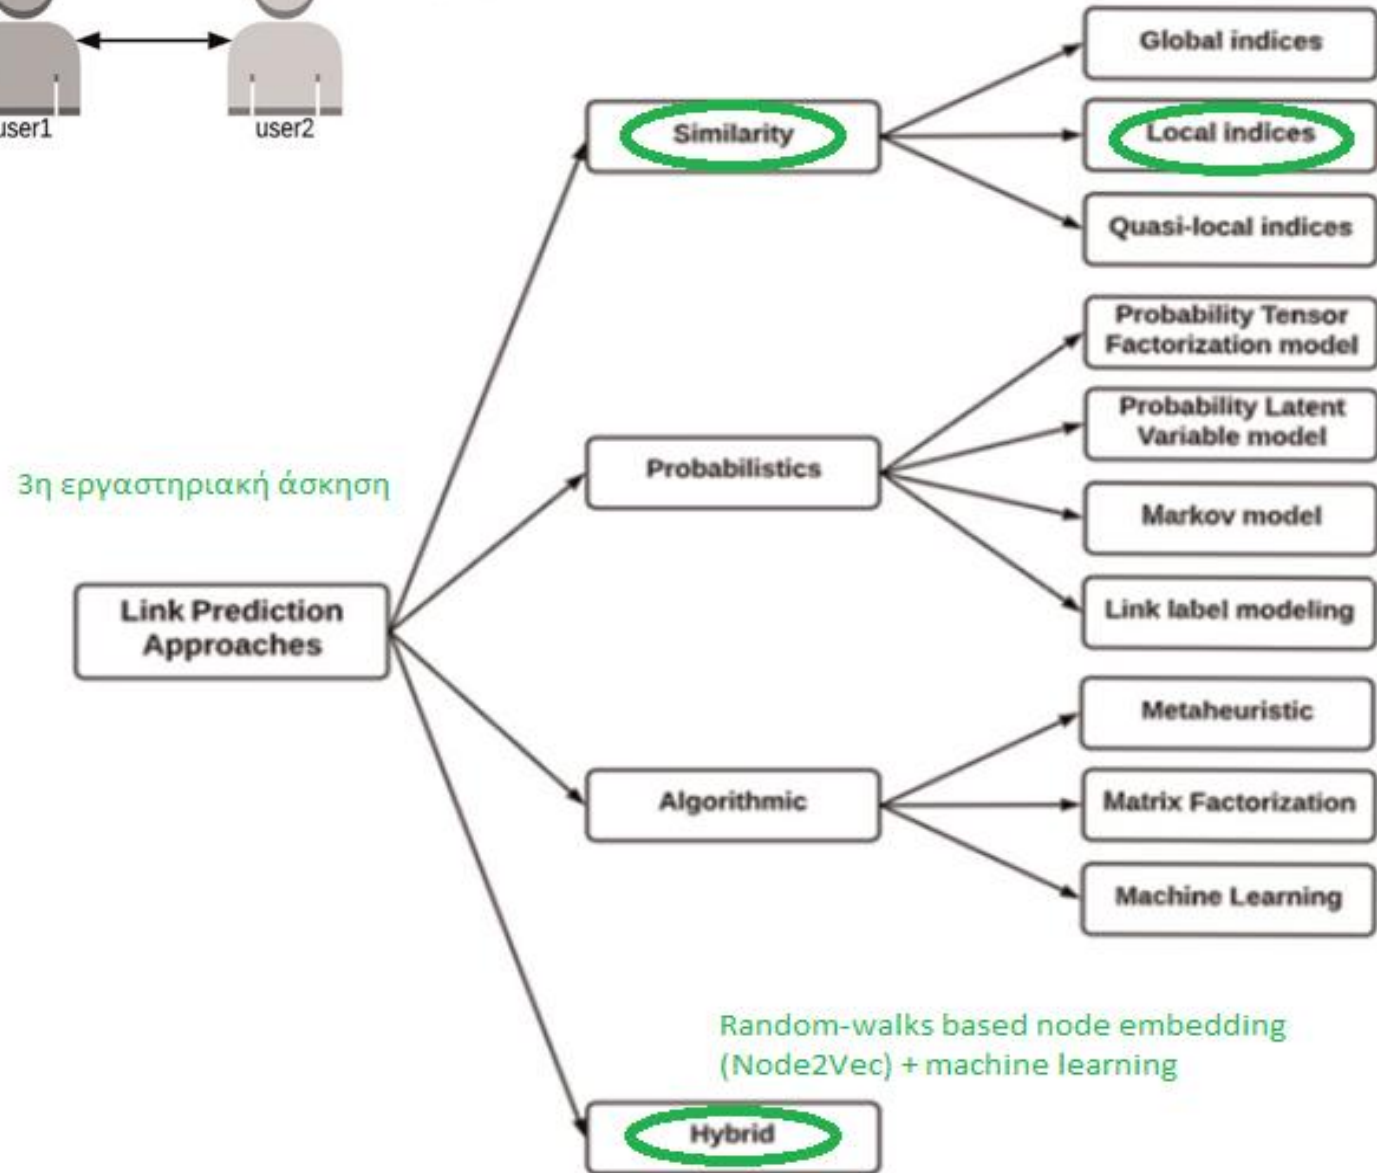 user1
user2
Global indices
Similarity
Local indices
Quasi-local indices
Probability Tensor
Factorization model
Probability Latent
Variable model
Probabilistics
3η εργαστηριακή άσκηση
Markov model
Link label modeling
Link Prediction
Approaches
Metaheuristic
Algorithmic
Matrix Factorization
Machine Learning
Random-walks based node embedding
(Node2Vec) + machine learning
Hybrid